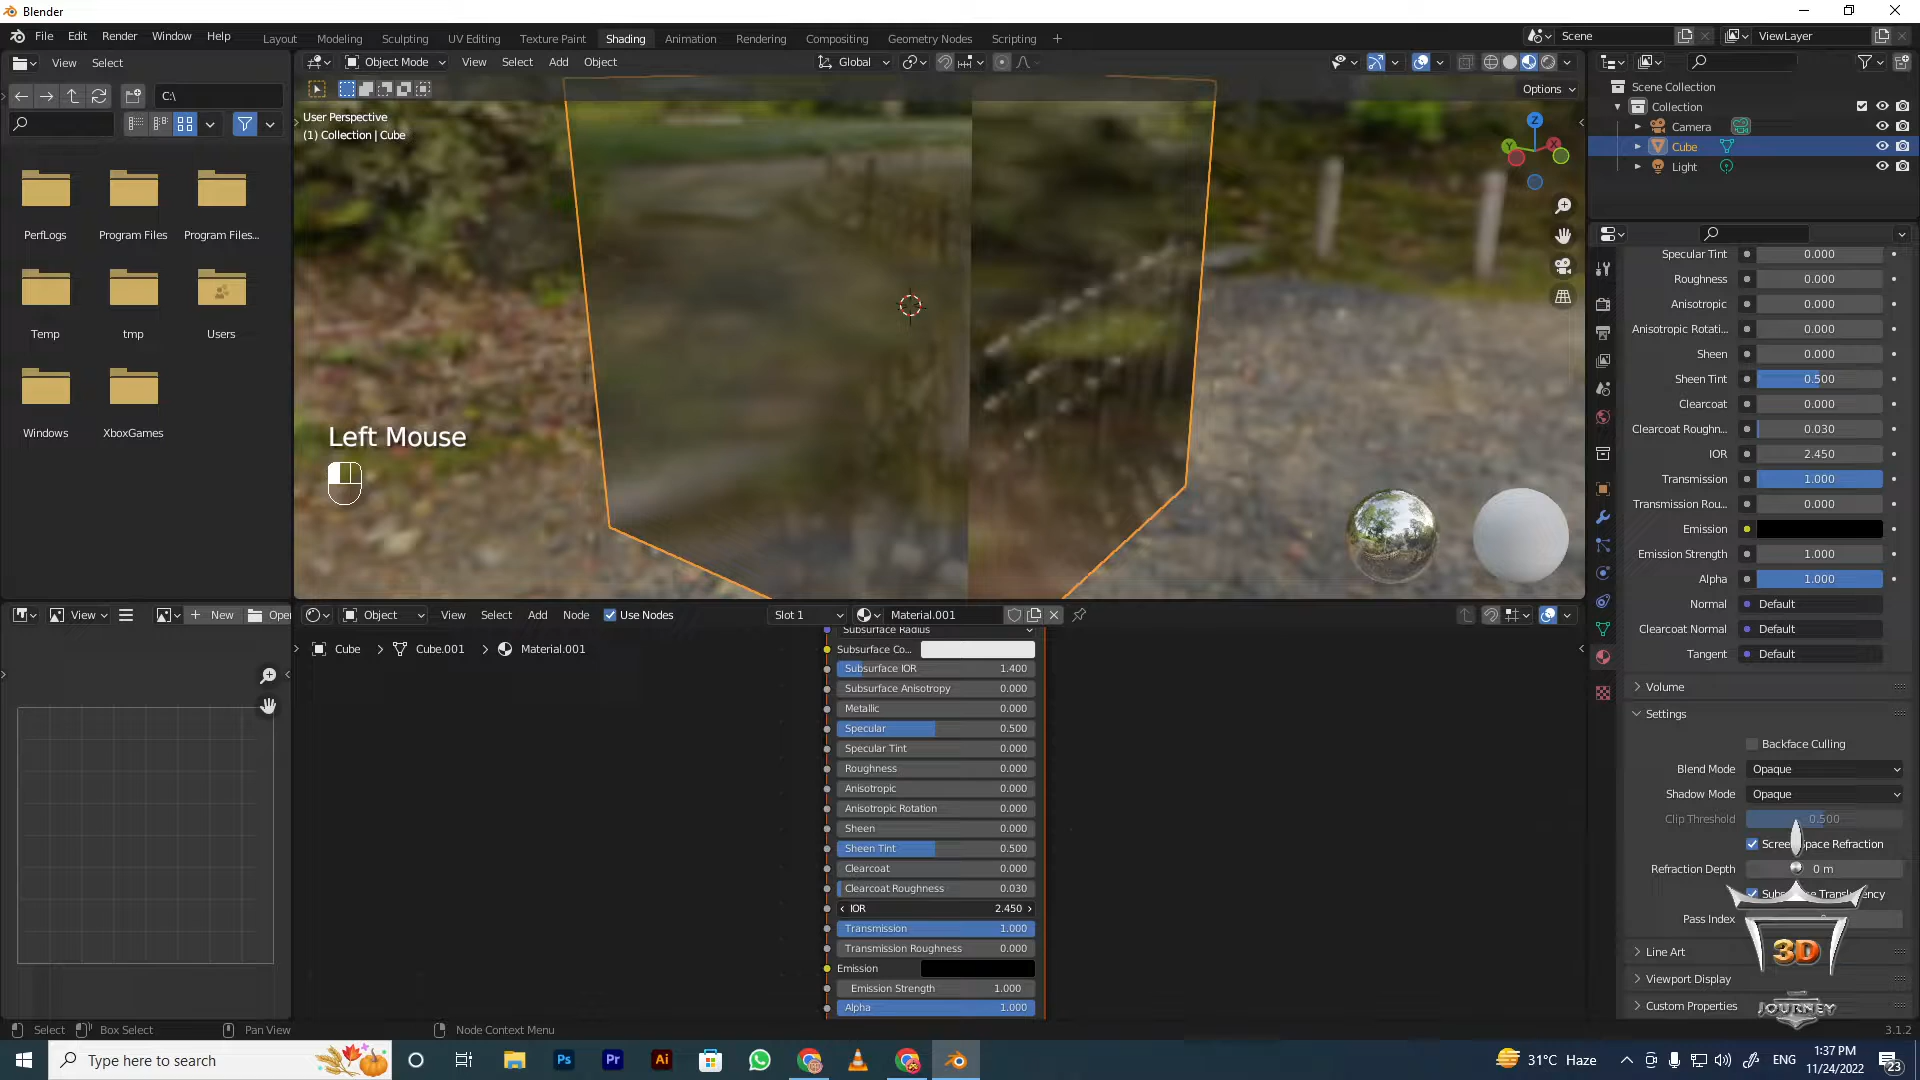 Blender
File Edit Render Window Help
Layout Modeling Sculpting UV Editing Texture Paint Shading Animation Rendering Compositing Geometry Nodes Scripting +
Scene
ViewLayer
View Select
Object Mode View Select Add Object
Global
C:\
Options
User Perspective
(1) Collection | Cube
PerfLogs
Program Files
Program Files...
Temp
tmp
Users
Windows
XboxGames
Left Mouse
Z
Y
X
Scene Collection
Collection
Camera
Cube
Light
Specular Tint 0.000
Roughness 0.000
Anisotropic 0.000
Anisotropic Rotati... 0.000
Sheen 0.000
Sheen Tint 0.500
Clearcoat 0.000
Clearcoat Roughn... 0.030
IOR 2.450
Transmission 1.000
Transmission Rou... 0.000
Emission
Emission Strength 1.000
Alpha 1.000
Normal Default
Clearcoat Normal Default
Tangent Default
Volume
Settings
Backface Culling
Blend Mode Opaque
Shadow Mode Opaque
Clip Threshold 0.500
Refraction Depth 0 m
Pass Index
Line Art
Viewport Display
Custom Properties
3D
JOURNEY
View
New
Ope
Object View Select Add Node Use Nodes
Slot 1
Material.001
Cube > Cube.001 > Material.001
Subsurface Radius
Subsurface Co...
Subsurface IOR 1.400
Subsurface Anisotropy 0.000
Metallic 0.000
Specular 0.500
Specular Tint 0.000
Roughness 0.000
Anisotropic 0.000
Anisotropic Rotation 0.000
Sheen 0.000
Sheen Tint 0.500
Clearcoat 0.000
Clearcoat Roughness 0.030
IOR 2.450
Transmission 1.000
Transmission Roughness 0.000
Emission
Emission Strength 1.000
Alpha 1.000
Select Box Select Pan View Node Context Menu
3.1.2
Type here to search
Ps Pr Ai
31°C Haze
ENG
1:37 PM
11/24/2022
23